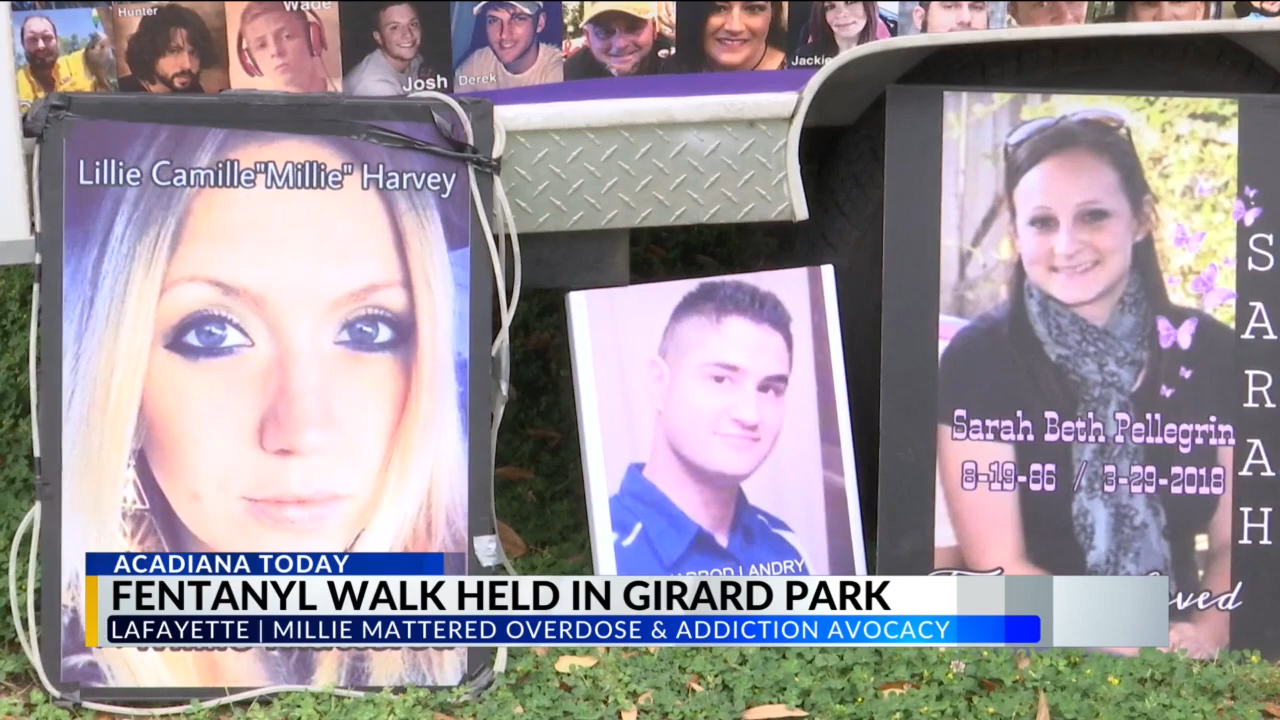 Hunter
Wade
Josh
Derek
Jackie
Lillie Camille"Millie" Harvey
SARAH
Sarah Beth Pellegrin
8-19-86 / 3-29-2018
LANDRY
ACADIANA TODAY
FENTANYL WALK HELD IN GIRARD PARK
LAFAYETTE | MILLIE MATTERED OVERDOSE & ADDICTION AVOCACY